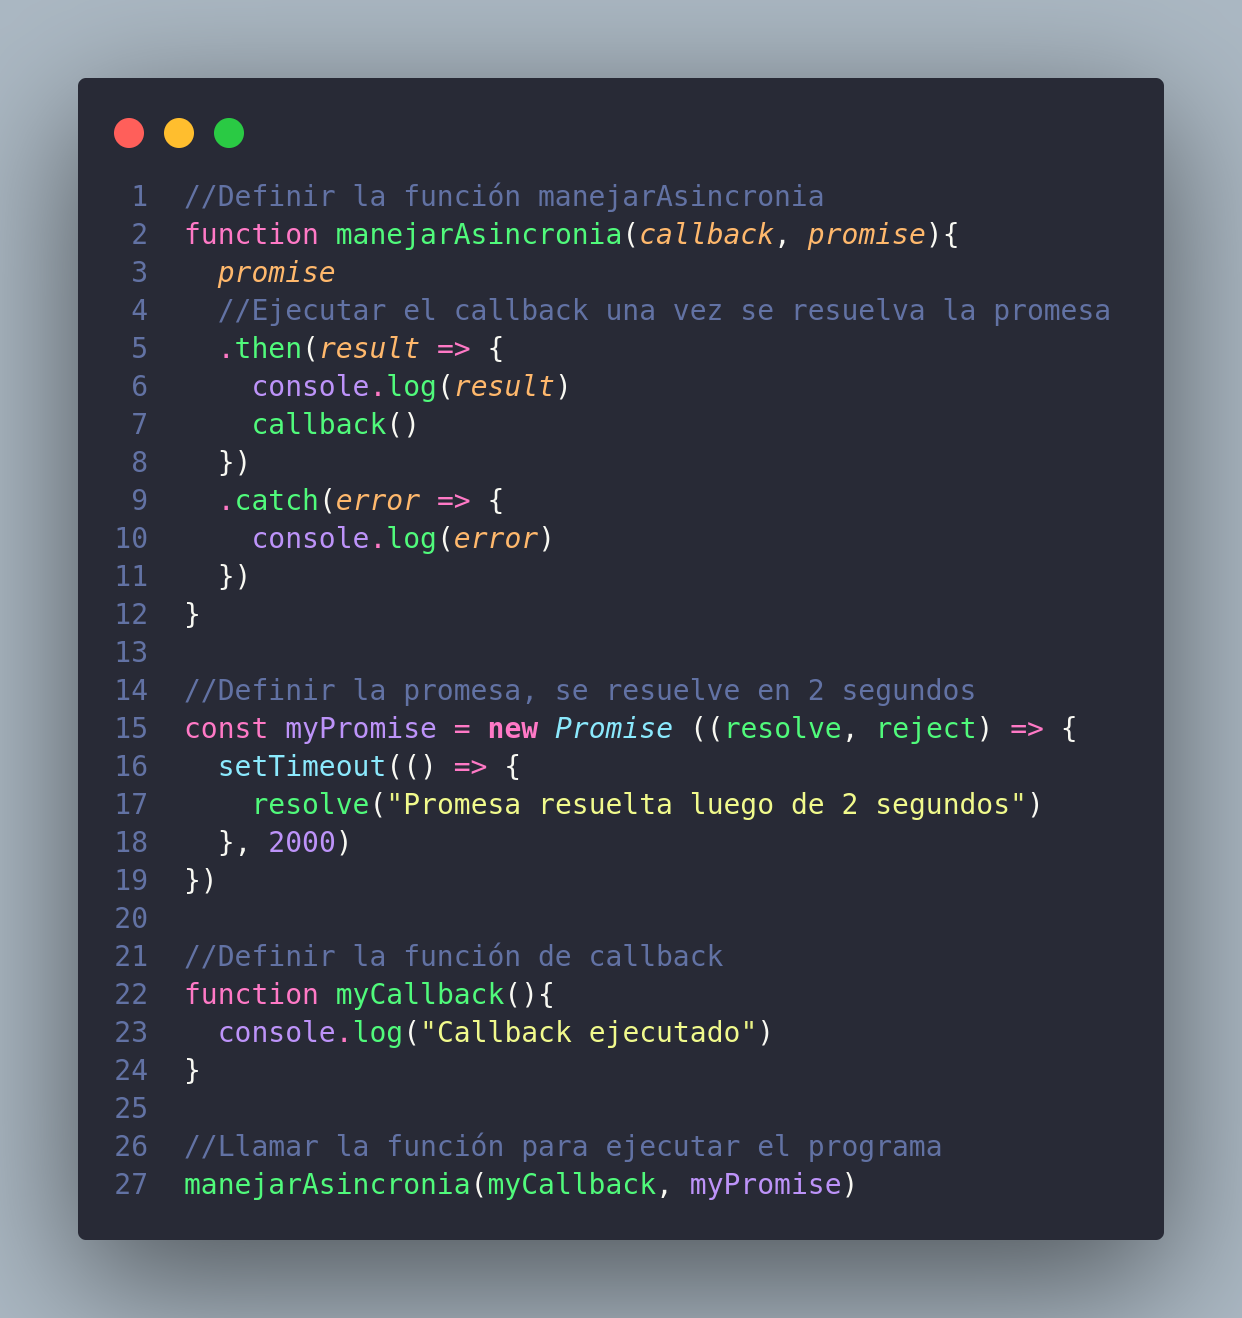 1 //Definir la función manejarAsincronia
2 function manejarAsincronia(callback, promise){
3   promise
4   //Ejecutar el callback una vez se resuelva la promesa
5   .then(result => {
6     console.log(result)
7     callback()
8   })
9   .catch(error => {
10     console.log(error)
11   })
12 }
13
14 //Definir la promesa, se resuelve en 2 segundos
15 const myPromise = new Promise ((resolve, reject) => {
16   setTimeout(() => {
17     resolve("Promesa resuelta luego de 2 segundos")
18   }, 2000)
19 })
20
21 //Definir la función de callback
22 function myCallback(){
23   console.log("Callback ejecutado")
24 }
25
26 //Llamar la función para ejecutar el programa
27 manejarAsincronia(myCallback, myPromise)